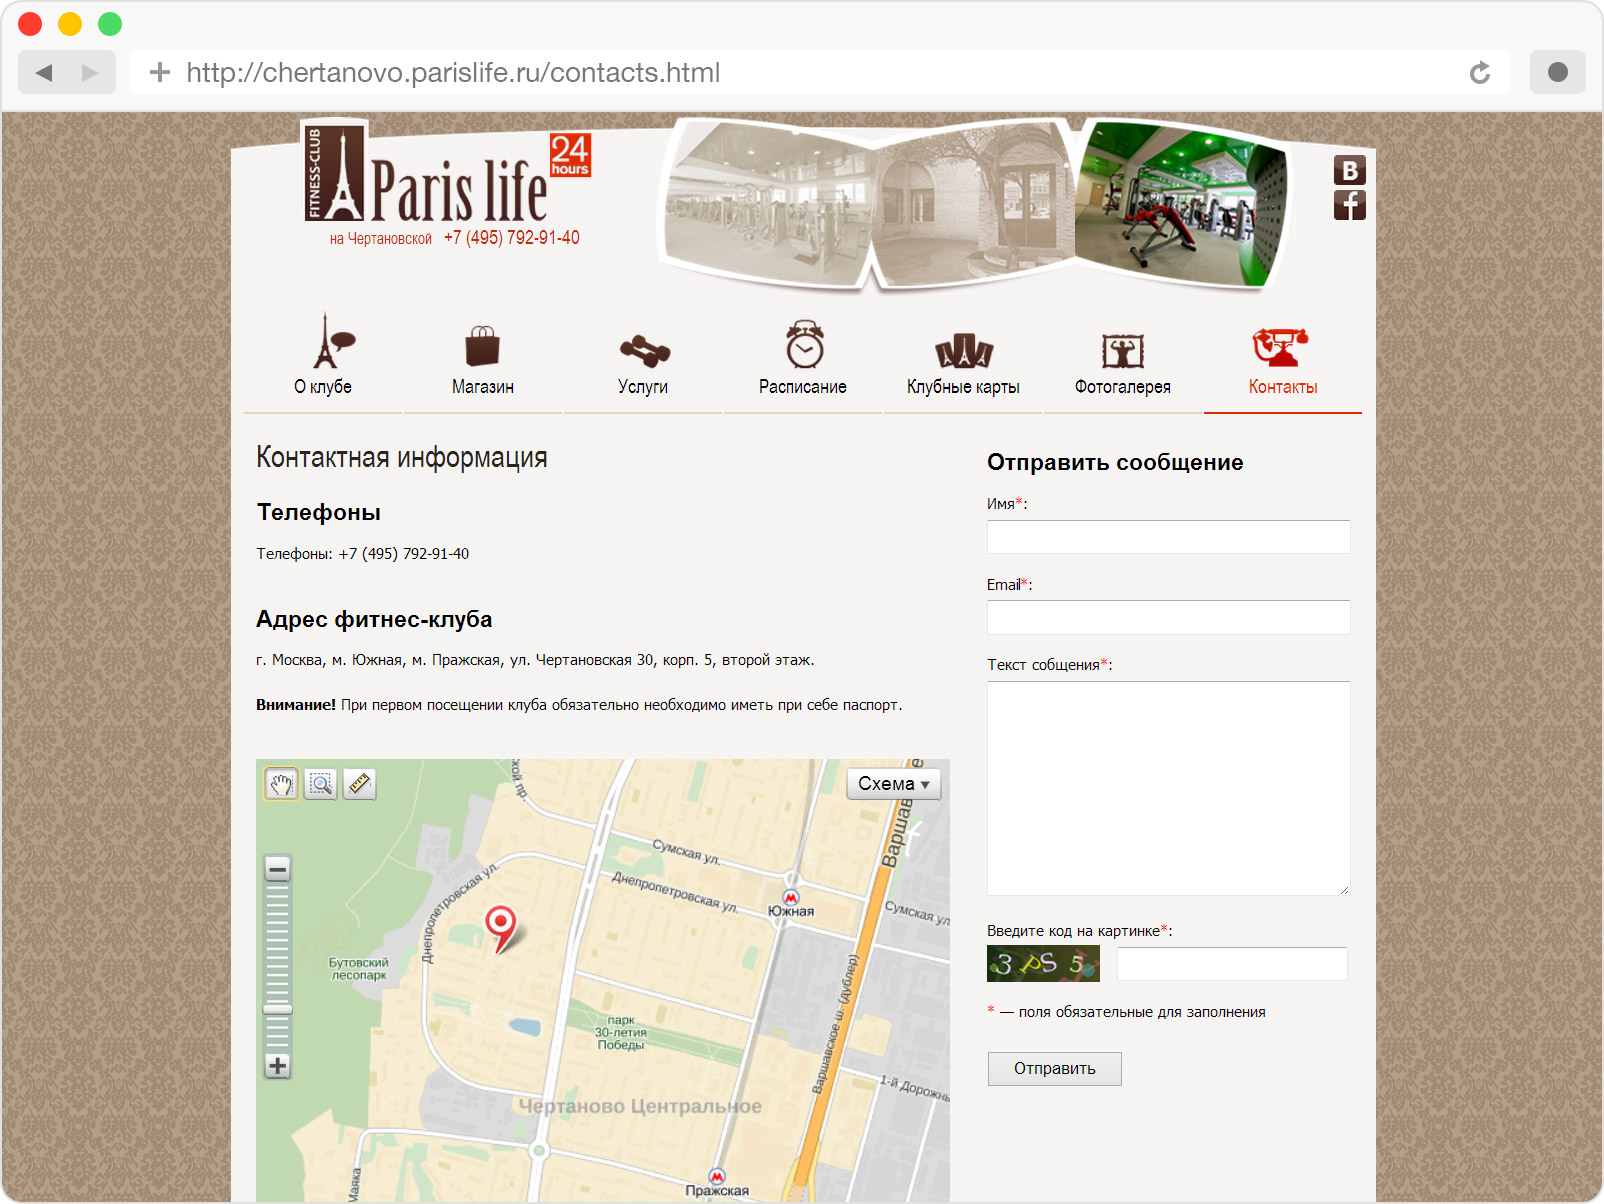 http://chertanovo.parislife.ru/contacts.html
FITNESS-CLUB
Paris life
24
hours
на Чертановской +7 (495) 792-91-40
B
f
О клубе
Магазин
Услуги
Расписание
Клубные карты
Фотогалерея
Контакты
Контактная информация
Телефоны
Телефоны: +7 (495) 792-91-40
Адрес фитнес-клуба
г. Москва, м. Южная, м. Пражская, ул. Чертановская 30, корп. 5, второй этаж.
Внимание! При первом посещении клуба обязательно необходимо иметь при себе паспорт.
Схема
Сумская ул.
Днепропетровская ул.
Днепропетровская ул.
Южная
Сумская ул.
Бутовский
лесопарк
парк
30-летия
Победы
Варшавское ш. (дублер)
1-й Дорожн
Чертаново Центральное
Пражская
Отправить сообщение
Имя*:
Email*:
Текст собщения*:
Введите код на картинке*:
3 PS 5
* — поля обязательные для заполнения
Отправить